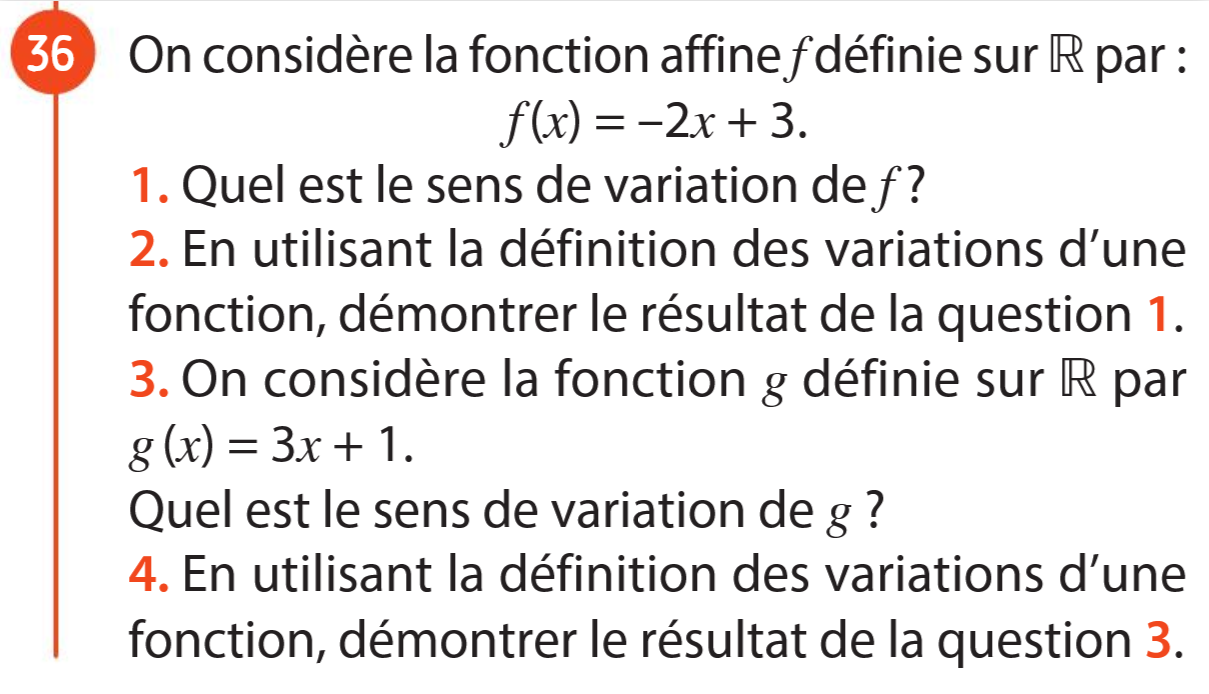 36 On considère la fonction affine f définie sur ℝ par :
f(x) = –2x + 3.
1. Quel est le sens de variation de f ?
2. En utilisant la définition des variations d’une
fonction, démontrer le résultat de la question 1.
3. On considère la fonction g définie sur ℝ par
g(x) = 3x + 1.
Quel est le sens de variation de g ?
4. En utilisant la définition des variations d’une
fonction, démontrer le résultat de la question 3.